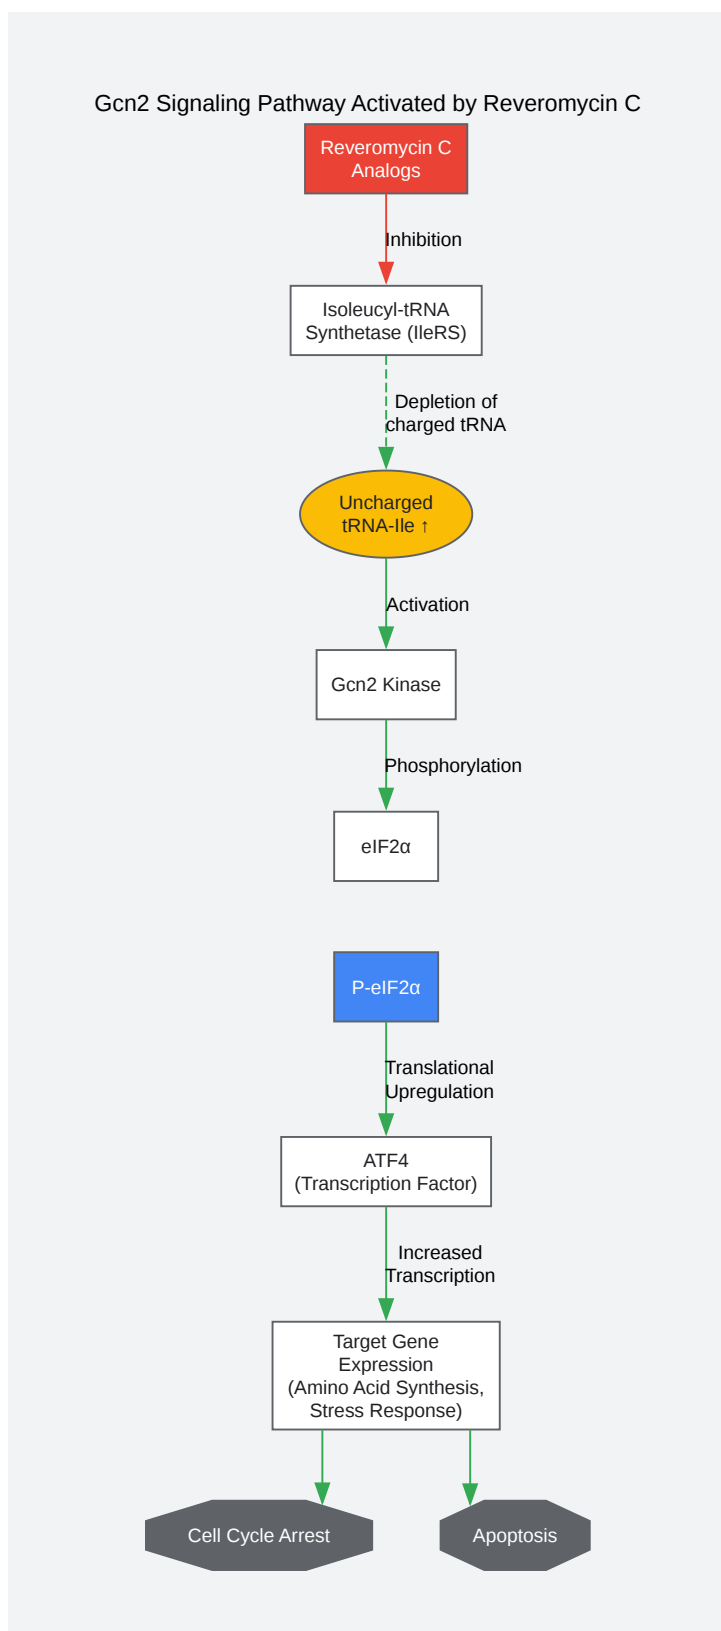 Gcn2 Signaling Pathway Activated by Reveromycin C
Reveromycin C
Analogs
Inhibition
Isoleucyl-tRNA
Synthetase (IleRS)
Depletion of
charged tRNA
Uncharged
tRNA-Ile ↑
Activation
Gcn2 Kinase
Phosphorylation
eIF2α
P-eIF2α
Translational
Upregulation
ATF4
(Transcription Factor)
Increased
Transcription
Target Gene
Expression
(Amino Acid Synthesis,
Stress Response)
Cell Cycle Arrest
Apoptosis